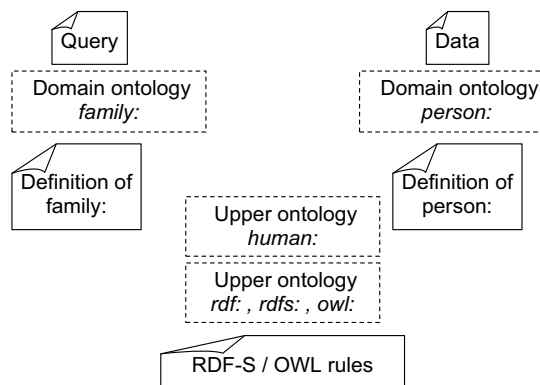 Query
Data
Domain ontology
family:
Domain ontology
person:
Definition of
family:
Definition of
person:
Upper ontology
human:
Upper ontology
rdf: , rdfs: , owl:
RDF-S / OWL rules